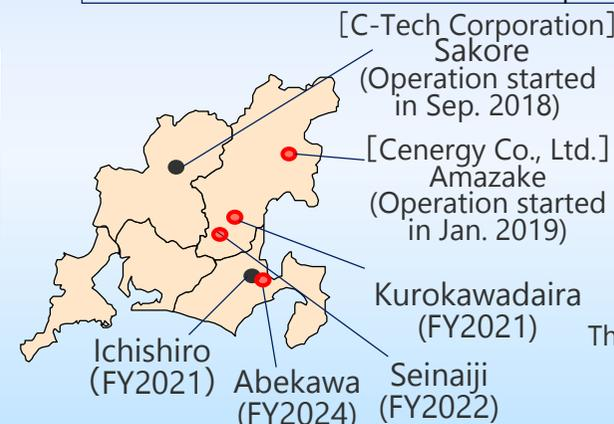 [C-Tech Corporation]
Sakore
(Operation started
in Sep. 2018)
[Cenergy Co., Ltd.]
Amazake
(Operation started
in Jan. 2019)
Kurokawadaira
(FY2021)
Th
Ichishiro
(FY2021)
Abekawa
(FY2024)
Seinaiji
(FY2022)